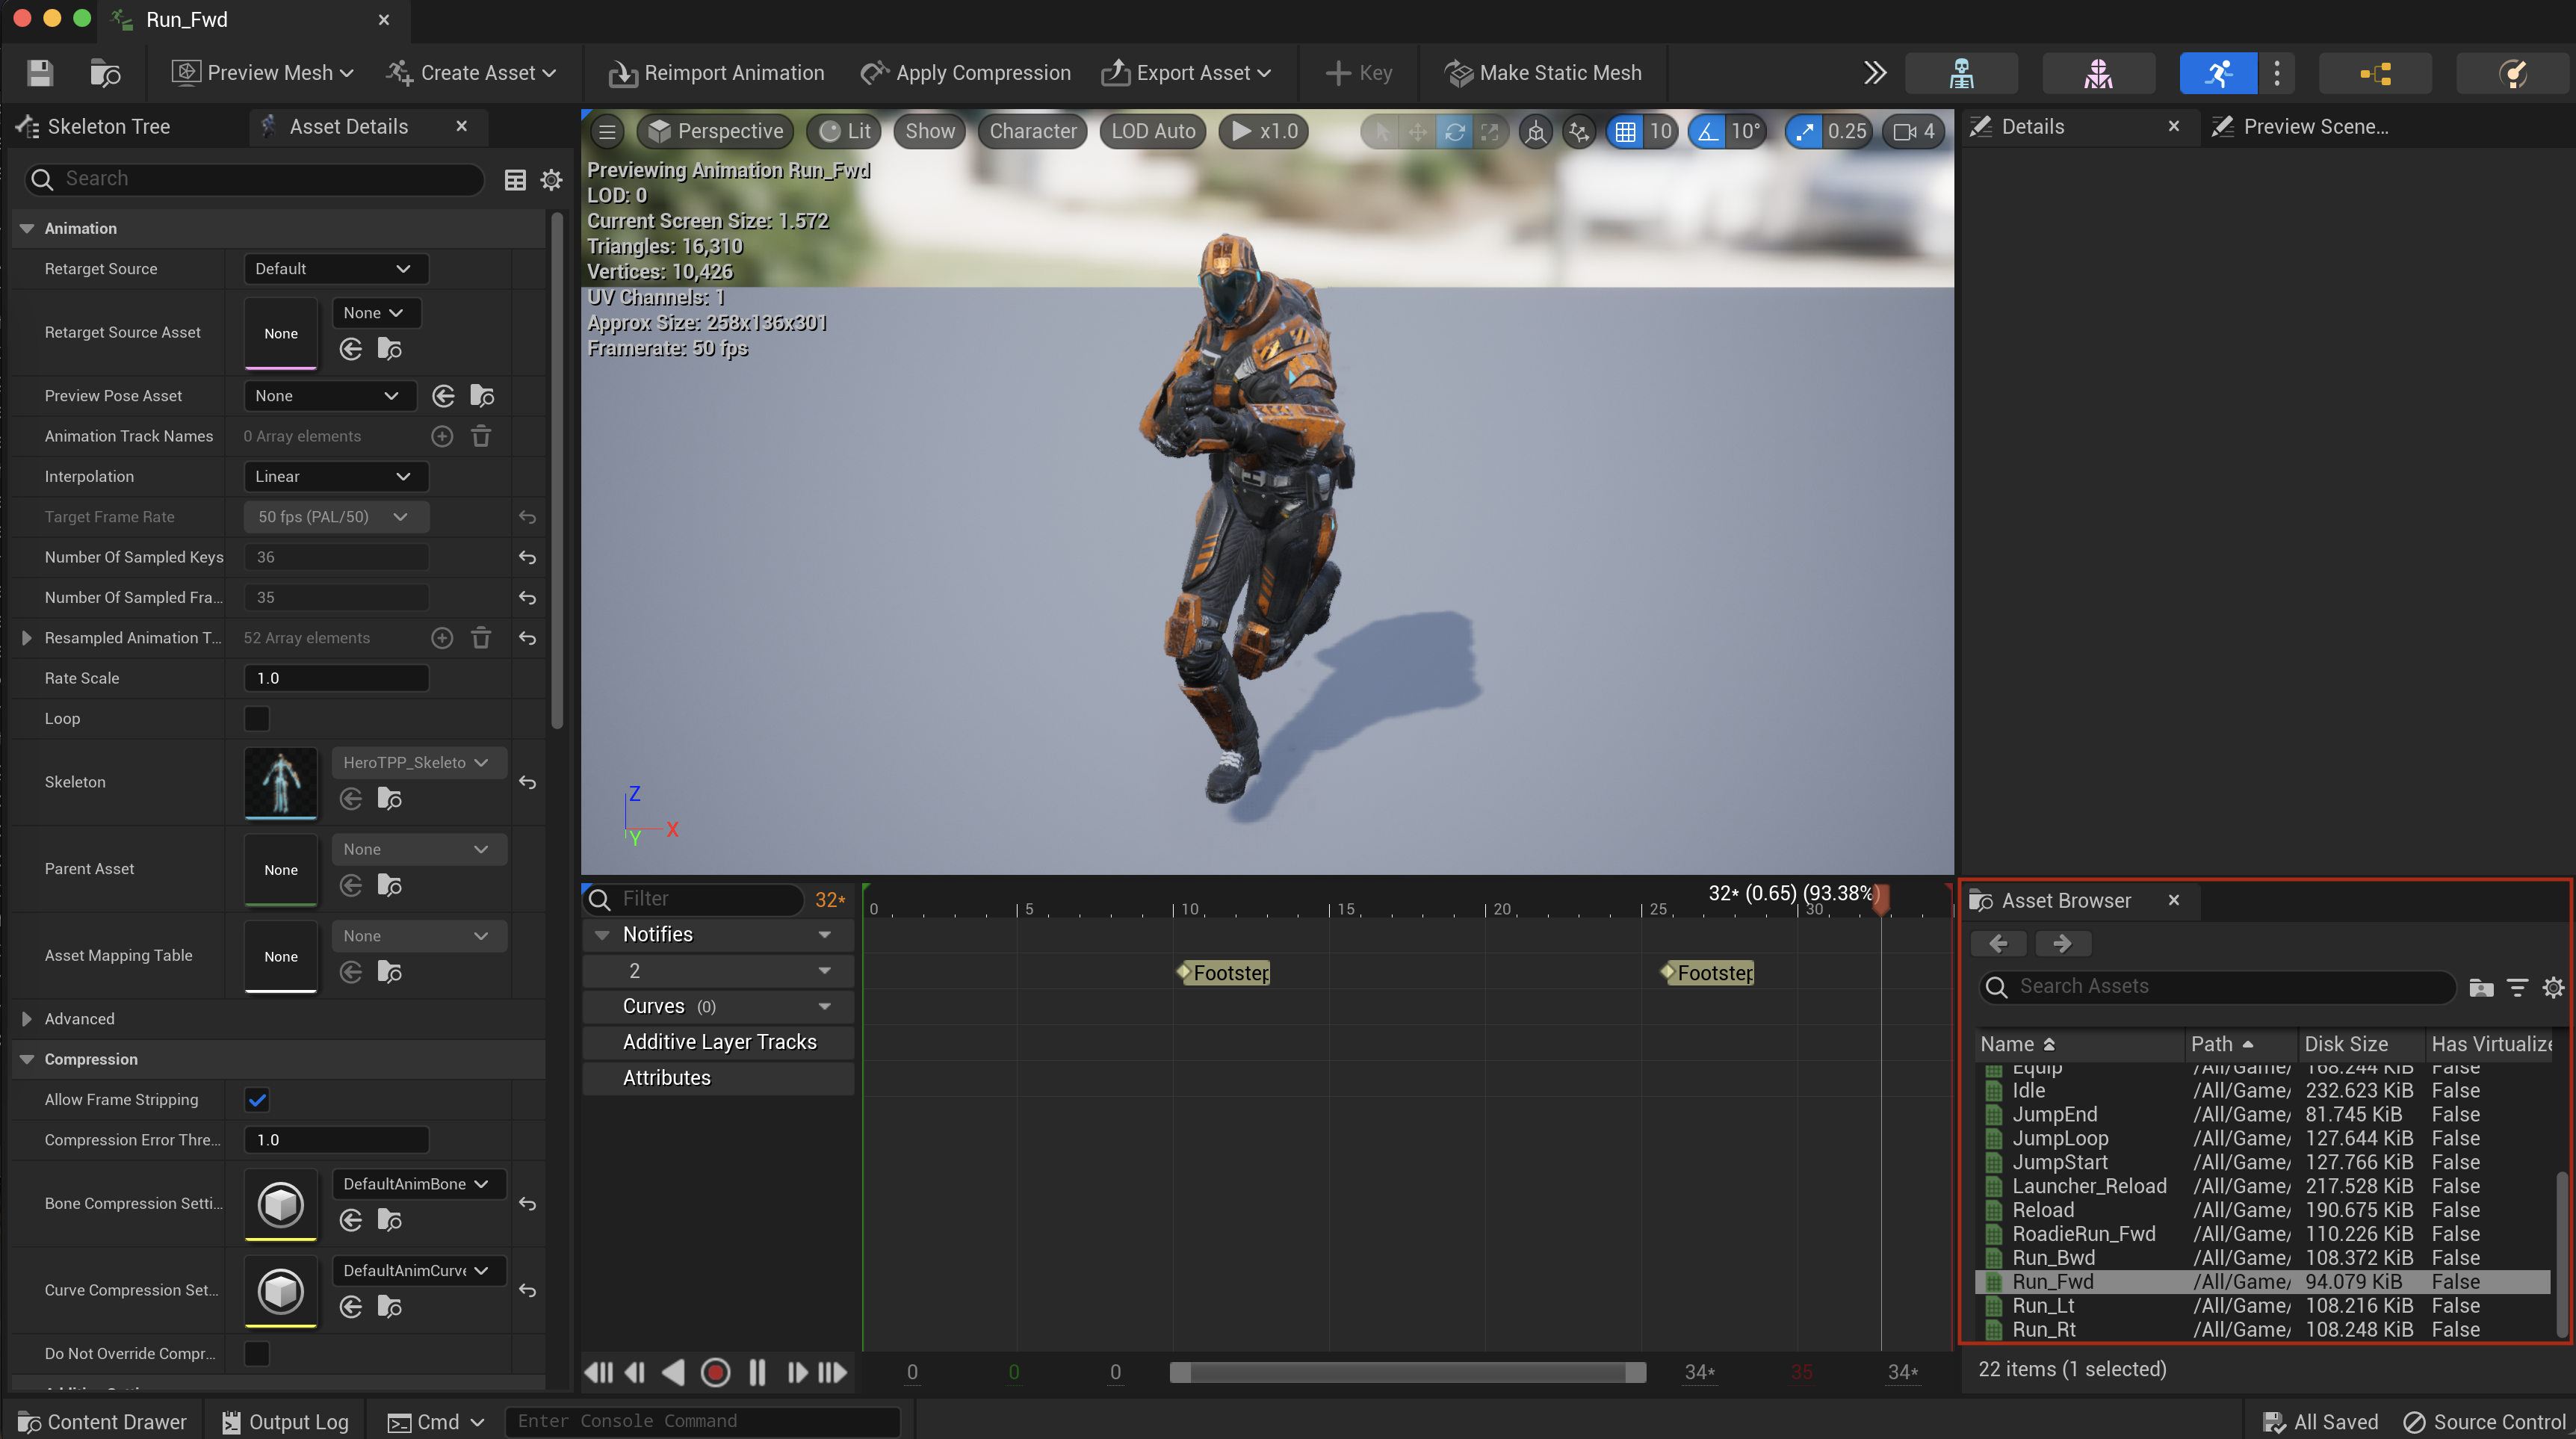 Run_Fwd
Preview Mesh
Create Asset
Reimport Animation
Apply Compression
Export Asset
Key
Make Static Mesh
Skeleton Tree
Asset Details
Search
Animation
Retarget Source
Default
Retarget Source Asset
None
None
Preview Pose Asset
None
Animation Track Names
0 Array elements
Interpolation
Linear
Target Frame Rate
50 fps (PAL/50)
Number Of Sampled Keys
36
Number Of Sampled Fra...
35
Resampled Animation T...
52 Array elements
Rate Scale
1.0
Loop
Skeleton
HeroTPP_Skeleto
Parent Asset
None
None
Asset Mapping Table
None
None
Advanced
Compression
Allow Frame Stripping
Compression Error Thre...
1.0
Bone Compression Setti...
DefaultAnimBone
Curve Compression Set...
DefaultAnimCurve
Do Not Override Compr...
Perspective
Lit
Show
Character
LOD Auto
x1.0
10
10°
0.25
4
Previewing Animation Run_Fwd
LOD: 0
Current Screen Size: 1.572
Triangles: 16,310
Vertices: 10,426
UV Channels: 1
Approx Size: 258x136x301
Framerate: 50 fps
Z
X
Y
Filter
32*
32* (0.65) (93.38%)
0 5 10 15 20 25 30
Notifies
2
Footstep
Footstep
Curves (0)
Additive Layer Tracks
Attributes
0 0 0 34* 35 34*
Details
Preview Scene...
Asset Browser
Search Assets
Name Path Disk Size Has Virtualize
Equip /All/Game/ 168.244 KiB False
Idle /All/Game/ 232.623 KiB False
JumpEnd /All/Game/ 81.745 KiB False
JumpLoop /All/Game/ 127.644 KiB False
JumpStart /All/Game/ 127.766 KiB False
Launcher_Reload /All/Game/ 217.528 KiB False
Reload /All/Game/ 190.675 KiB False
RoadieRun_Fwd /All/Game/ 110.226 KiB False
Run_Bwd /All/Game/ 108.372 KiB False
Run_Fwd /All/Game/ 94.079 KiB False
Run_Lt /All/Game/ 108.216 KiB False
Run_Rt /All/Game/ 108.248 KiB False
22 items (1 selected)
Content Drawer
Output Log
Cmd
Enter Console Command
All Saved
Source Control